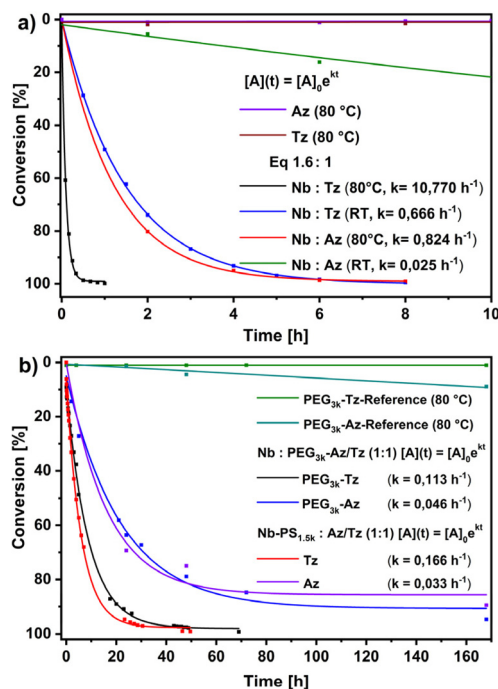 a)
0
20
40
60
80
100
Conversion [%]
[A](t) = [A]₀eᵏᵗ
Az (80 °C)
Tz (80 °C)
Eq 1.6 : 1
Nb : Tz (80°C, k= 10,770 h⁻¹)
Nb : Tz (RT, k= 0,666 h⁻¹)
Nb : Az (80°C, k= 0,824 h⁻¹)
Nb : Az (RT, k= 0,025 h⁻¹)
0 2 4 6 8 10
Time [h]
b)
0
20
40
60
80
100
Conversion [%]
PEG₃ₖ-Tz-Reference (80 °C)
PEG₃ₖ-Az-Reference (80 °C)
Nb : PEG₃ₖ-Az/Tz (1:1) [A](t) = [A]₀eᵏᵗ
PEG₃ₖ-Tz (k = 0,113 h⁻¹)
PEG₃ₖ-Az (k = 0,046 h⁻¹)
Nb-PS₁.₅ₖ : Az/Tz (1:1) [A](t) = [A]₀eᵏᵗ
Tz (k = 0,166 h⁻¹)
Az (k = 0,033 h⁻¹)
0 20 40 60 80 100 120 140 160
Time [h]